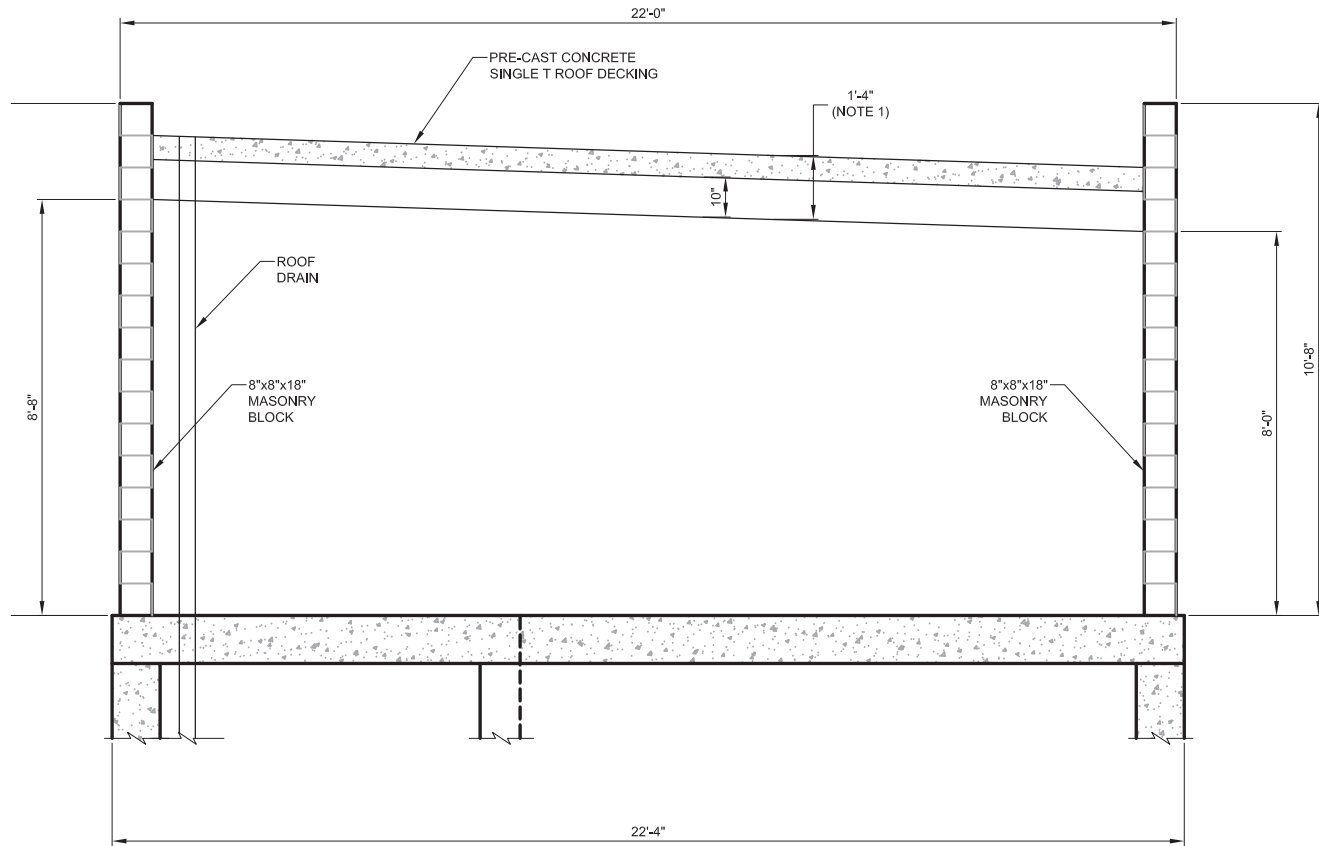 22'-0"
PRE-CAST CONCRETE
SINGLE T ROOF DECKING
1'-4"
(NOTE 1)
10"
ROOF
DRAIN
8"x8"x18"
MASONRY
BLOCK
8"x8"x18"
MASONRY
BLOCK
8'-8"
8'-0"
10'-8"
22'-4"